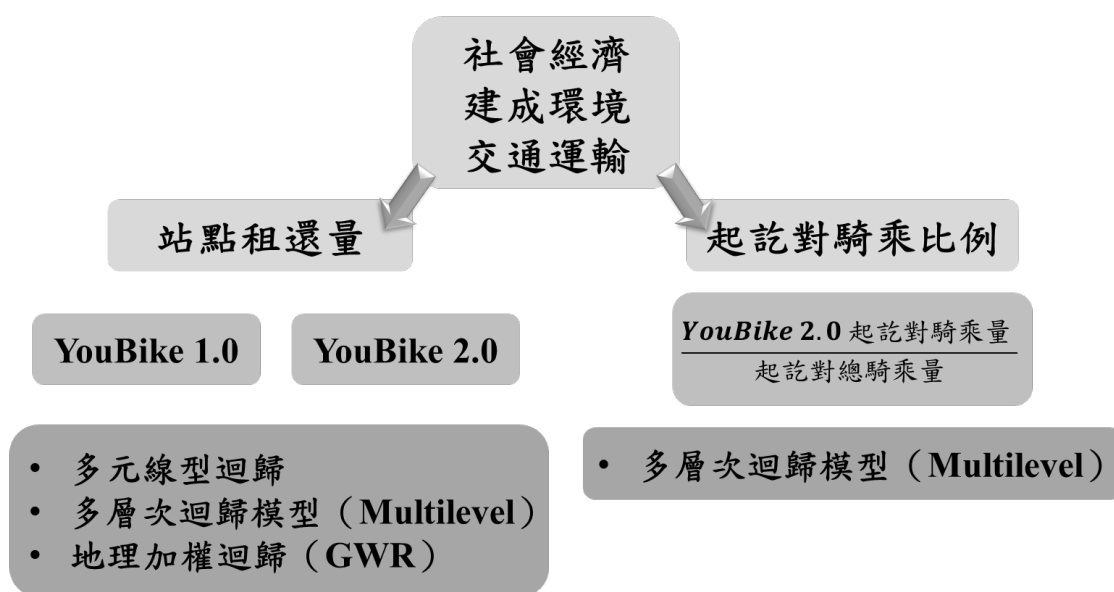 社會經濟
建成環境
交通運輸
站點租還量
起訖對騎乘比例
YouBike 1.0
YouBike 2.0
YouBike 2.0 起訖對騎乘量
起訖對總騎乘量
• 多元線型迴歸
• 多層次迴歸模型（Multilevel）
• 地理加權迴歸（GWR）
• 多層次迴歸模型（Multilevel）